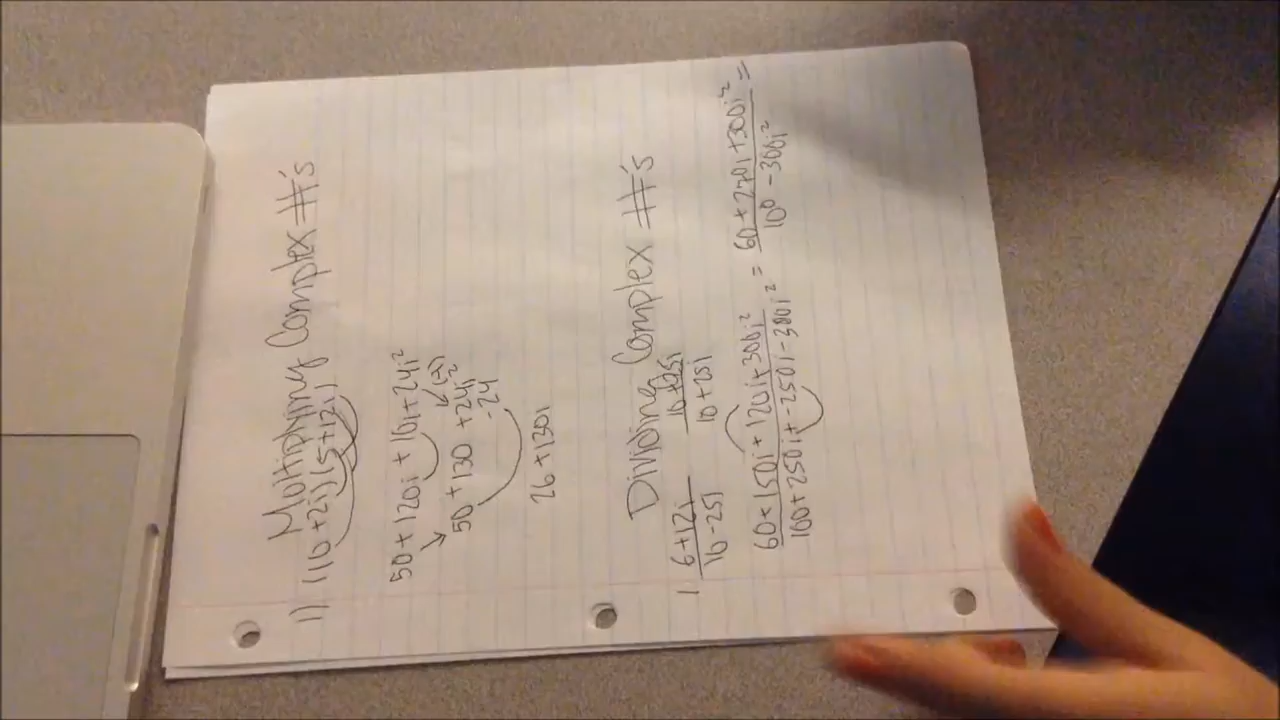 Multiplying Complex #'s
1) (10+2i)(5+12i)
50+120i+10i+24i²
(-1)
50+130+24i²
-24
26+130i
Dividing Complex #'s
1 6+12i / 10-25i 10+25i / 10+25i
60+150i+120i+300i² / 100+250i+-250i-300i² = 60+270i+300i² / 100-300i² =